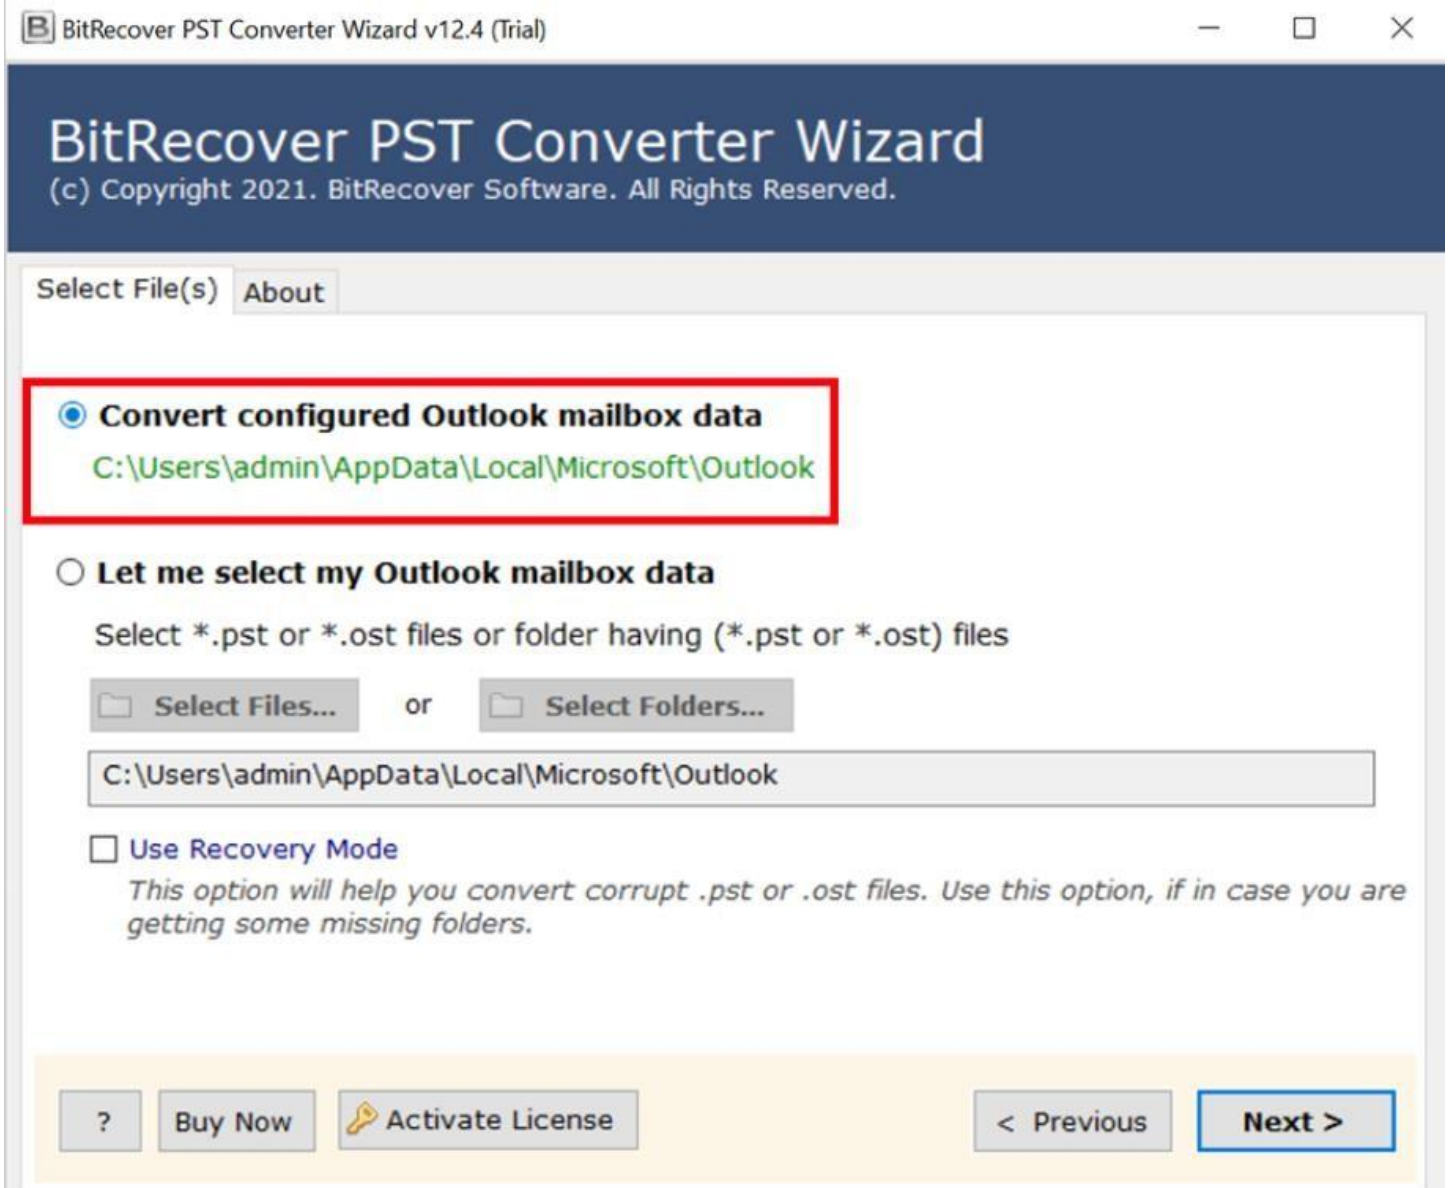 BitRecover PST Converter Wizard v12.4 (Trial)
BitRecover PST Converter Wizard
(c) Copyright 2021. BitRecover Software. All Rights Reserved.
Select File(s) About
Convert configured Outlook mailbox data
C:\Users\admin\AppData\Local\Microsoft\Outlook
Let me select my Outlook mailbox data
Select *.pst or *.ost files or folder having (*.pst or *.ost) files
Select Files... or Select Folders...
C:\Users\admin\AppData\Local\Microsoft\Outlook
Use Recovery Mode
This option will help you convert corrupt .pst or .ost files. Use this option, if in case you are
getting some missing folders.
? Buy Now Activate License < Previous Next >